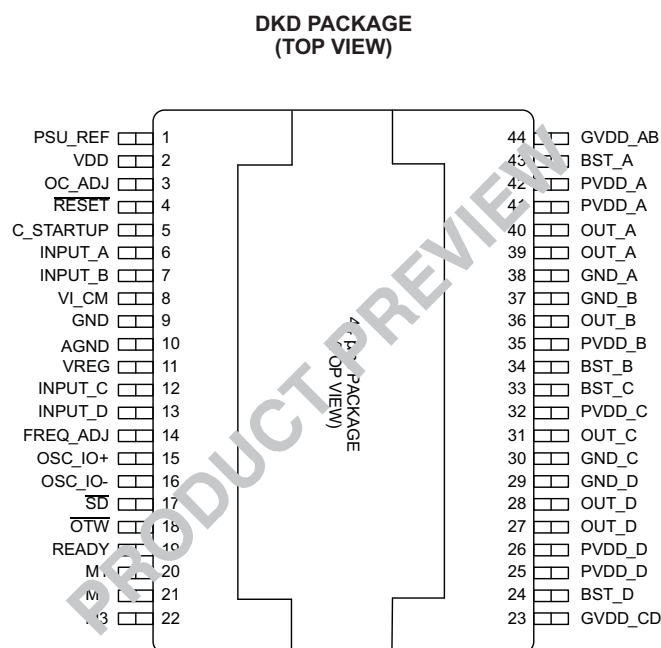 DKD PACKAGE
(TOP VIEW)
PSU_REF 1
VDD 2
OC_ADJ 3
RESET 4
C_STARTUP 5
INPUT_A 6
INPUT_B 7
VI_CM 8
GND 9
AGND 10
VREG 11
INPUT_C 12
INPUT_D 13
FREQ_ADJ 14
OSC_IO+ 15
OSC_IO- 16
SD 17
OTW 18
READY 19
20
21
22
PACKAGE
VIEW)
44 GVDD_AB
43 BST_A
42 PVDD_A
41 PVDD_A
40 OUT_A
39 OUT_A
38 GND_A
37 GND_B
36 OUT_B
35 PVDD_B
34 BST_B
33 BST_C
32 PVDD_C
31 OUT_C
30 GND_C
29 GND_D
28 OUT_D
27 OUT_D
26 PVDD_D
25 PVDD_D
24 BST_D
23 GVDD_CD
PRODUCT PREVIEW